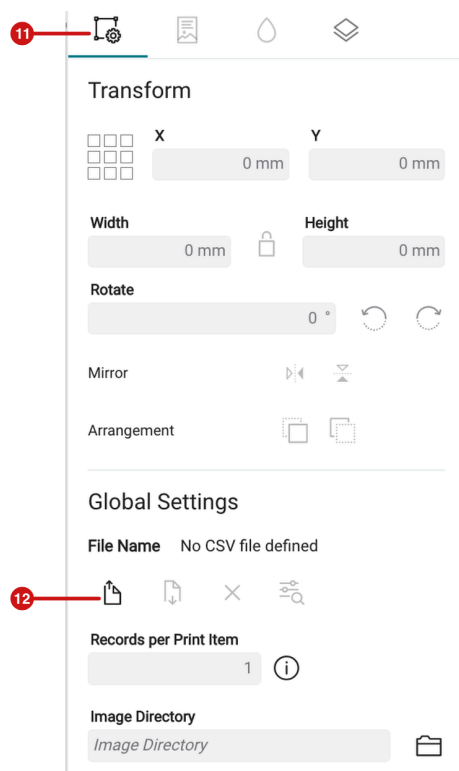 11
Transform
X Y
0 mm 0 mm
Width Height
0 mm 0 mm
Rotate
0 °
Mirror
Arrangement
Global Settings
File Name No CSV file defined
12
Records per Print Item
1
Image Directory
Image Directory